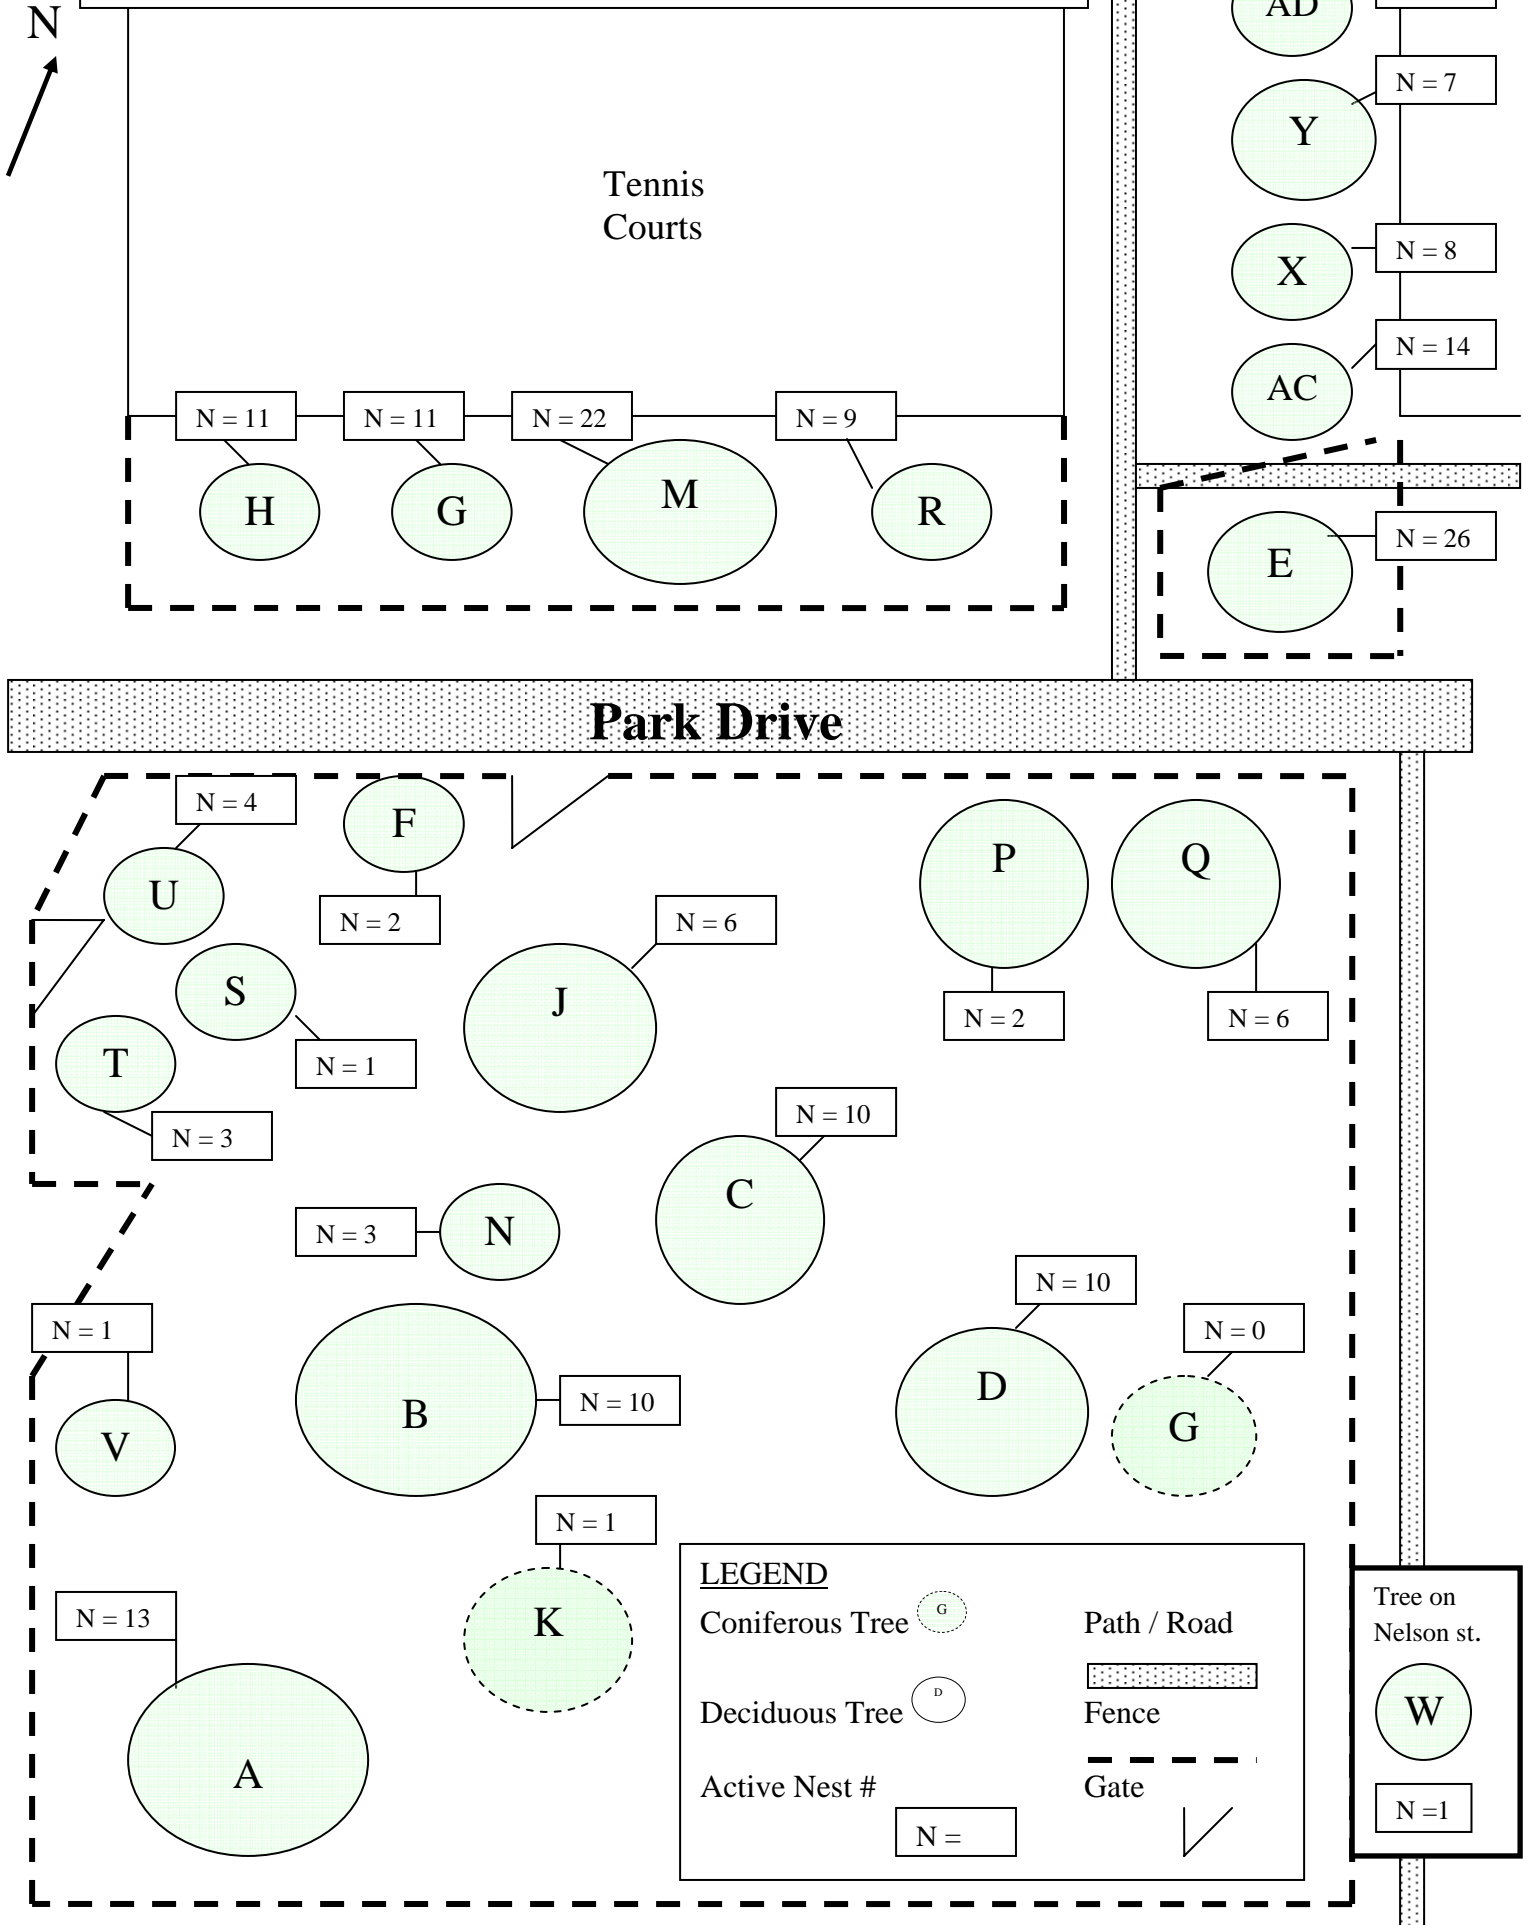 N
AD
N = 7
Y
Tennis
Courts
N = 8
X
N = 14
AC
N = 11
N = 11
N = 22
N = 9
H
G
M
R
N = 26
E
Park Drive
N = 4
F
U
N = 2
P
Q
N = 6
S
J
N = 2
N = 6
T
N = 1
N = 3
N = 10
C
N = 3
N
N = 10
N = 1
N = 0
D
G
B
N = 10
V
N = 1
K
N = 13
A
LEGEND
Coniferous Tree G
Path / Road
Deciduous Tree D
Fence
Active Nest #
Gate
N =
Tree on
Nelson st.
W
N =1